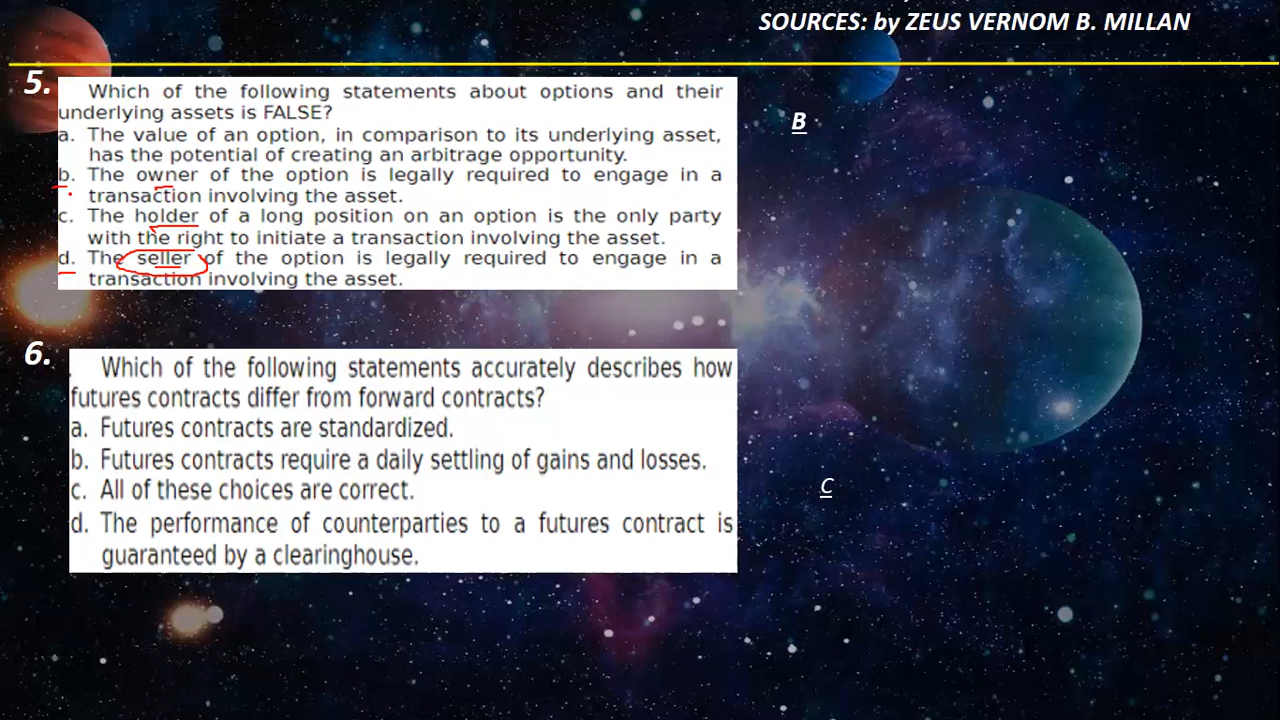 SOURCES: by ZEUS VERNOM B. MILLAN
5.
Which of the following statements about options and their
underlying assets is FALSE?
a. The value of an option, in comparison to its underlying asset,
has the potential of creating an arbitrage opportunity.
b. The owner of the option is legally required to engage in a
transaction involving the asset.
c. The holder of a long position on an option is the only party
with the right to initiate a transaction involving the asset.
d. The seller of the option is legally required to engage in a
transaction involving the asset.
B
6.
Which of the following statements accurately describes how
futures contracts differ from forward contracts?
a. Futures contracts are standardized.
b. Futures contracts require a daily settling of gains and losses.
c. All of these choices are correct.
d. The performance of counterparties to a futures contract is
guaranteed by a clearinghouse.
C